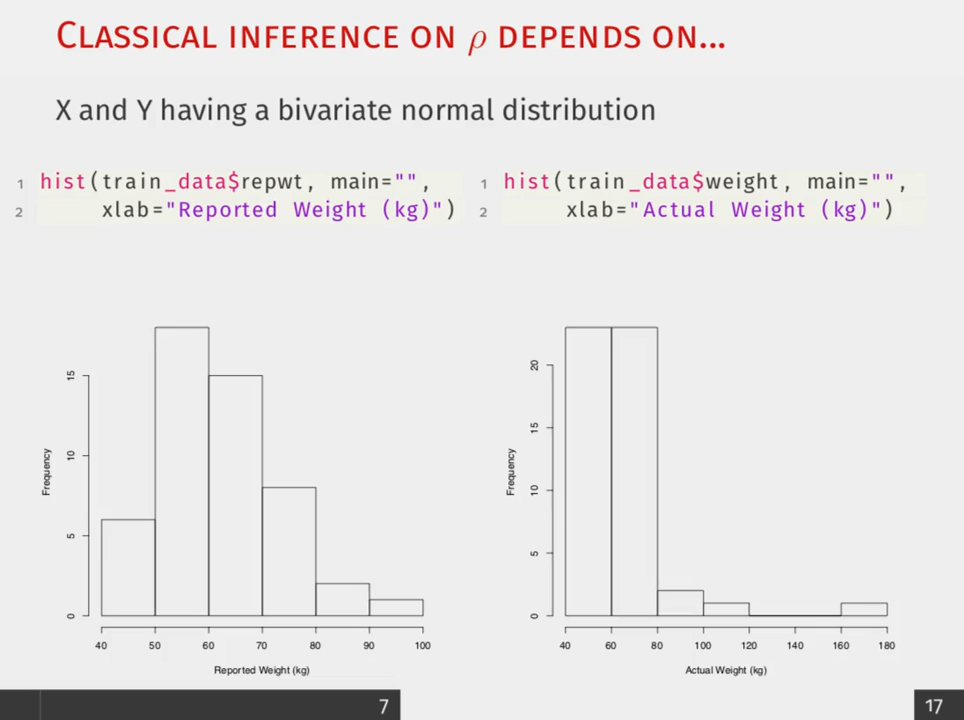 CLASSICAL INFERENCE ON ρ DEPENDS ON...
X and Y having a bivariate normal distribution
1 hist(train_data$repwt, main="",
2 xlab="Reported Weight (kg)")
1 hist(train_data$weight, main="",
2 xlab="Actual Weight (kg)")
Frequency
15
10
5
0
40 50 60 70 80 90 100
Reported Weight (kg)
Frequency
20
15
10
5
0
40 60 80 100 120 140 160 180
Actual Weight (kg)
7
17